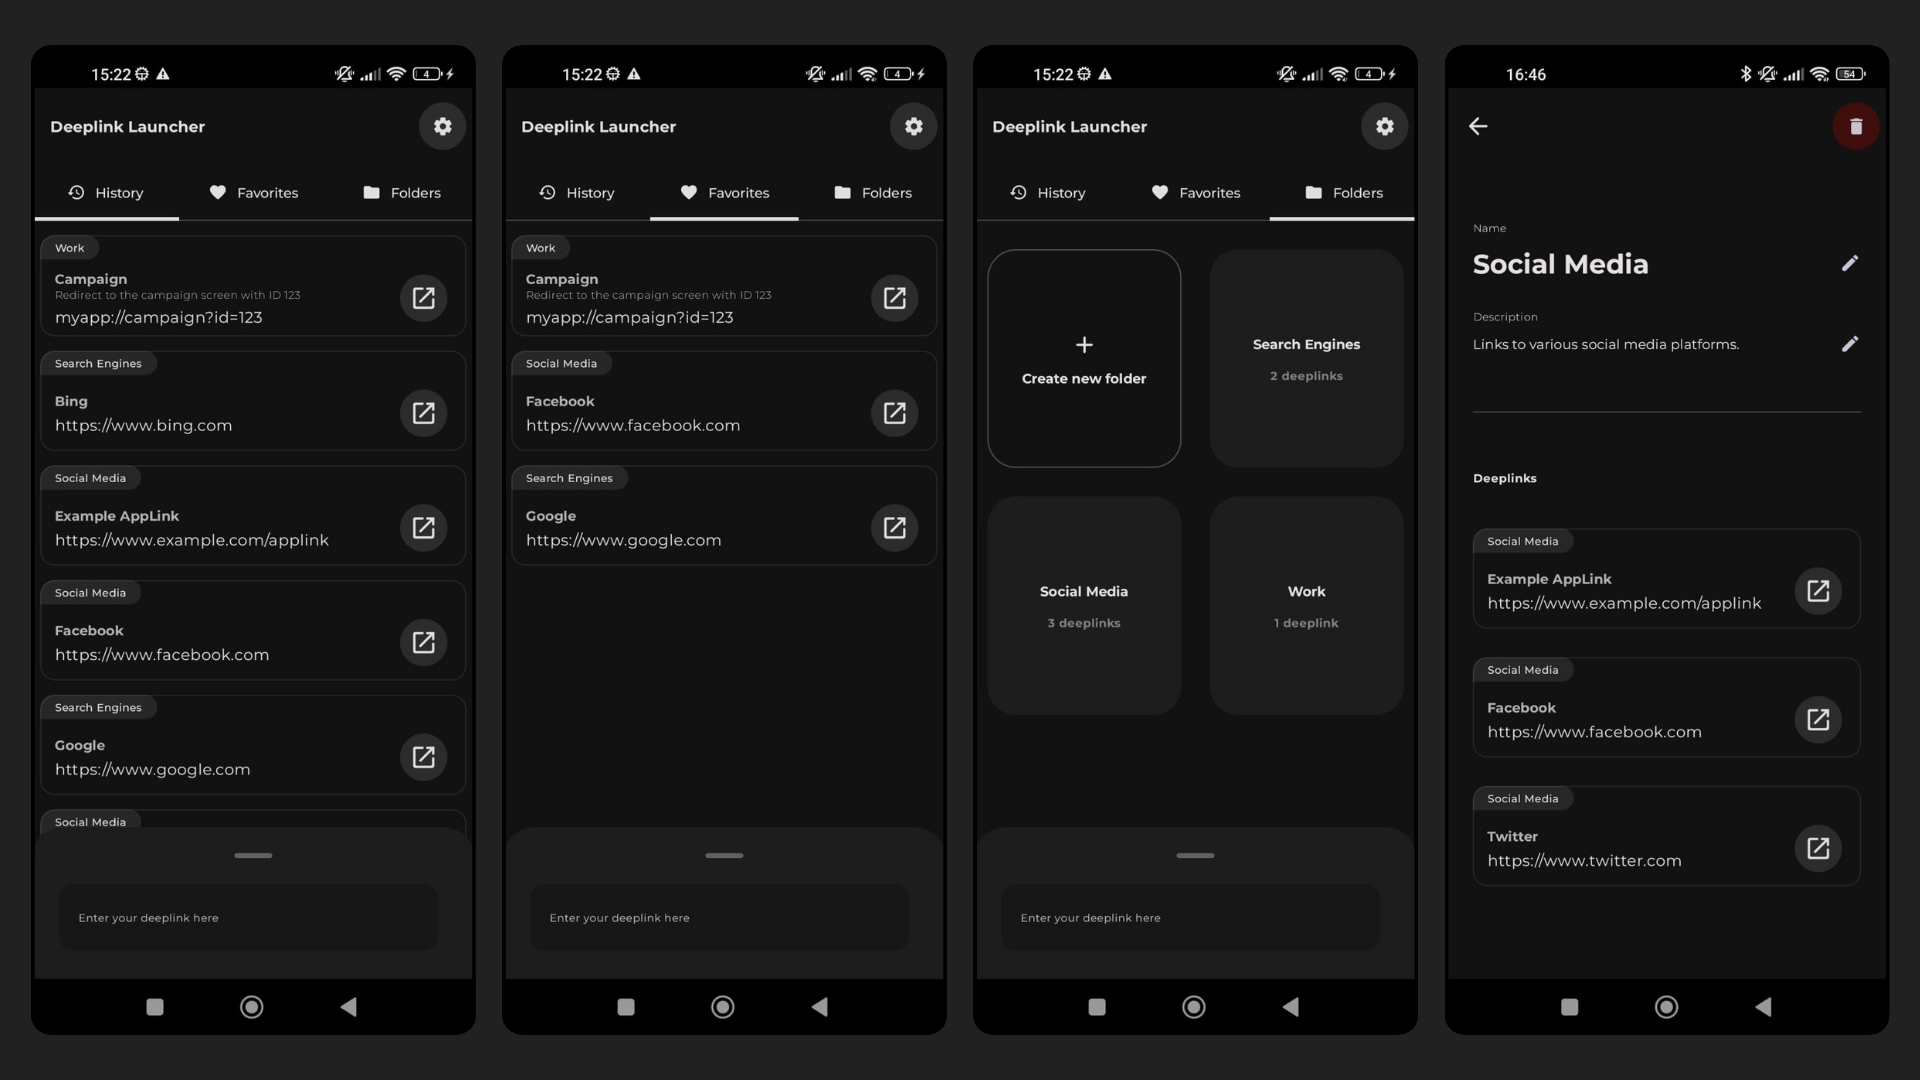 15:22
4
Deeplink Launcher
History
Favorites
Folders
Work
Campaign
Redirect to the campaign screen with ID 123
myapp://campaign?id=123
Search Engines
Bing
https://www.bing.com
Social Media
Example AppLink
https://www.example.com/applink
Social Media
Facebook
https://www.facebook.com
Search Engines
Google
https://www.google.com
Social Media
Enter your deeplink here
15:22
4
Deeplink Launcher
History
Favorites
Folders
Work
Campaign
Redirect to the campaign screen with ID 123
myapp://campaign?id=123
Social Media
Facebook
https://www.facebook.com
Search Engines
Google
https://www.google.com
Enter your deeplink here
15:22
4
Deeplink Launcher
History
Favorites
Folders
Create new folder
Search Engines
2 deeplinks
Social Media
3 deeplinks
Work
1 deeplink
Enter your deeplink here
16:46
54
Name
Social Media
Description
Links to various social media platforms.
Deeplinks
Social Media
Example AppLink
https://www.example.com/applink
Social Media
Facebook
https://www.facebook.com
Social Media
Twitter
https://www.twitter.com